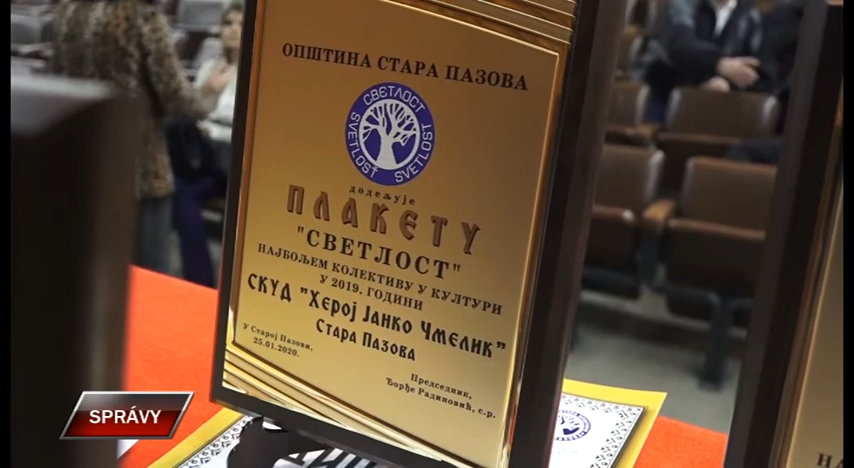 ОПШТИНА СТАРА ПАЗОВА
СВЕТЛОСТ SVETLOST SVETLOST
додељује
ПЛАКЕТУ
"СВЕТЛОСТ"
НАЈБОЉЕМ КОЛЕКТИВУ У КУЛТУРИ
У 2019. ГОДИНИ
СКУД "Херој Јанко Чмелик"
Стара Пазова
у Старој Пазови,
25.01.2020.
Председник,
Ђорђе Радиновић, с.р.
SPRÁVY